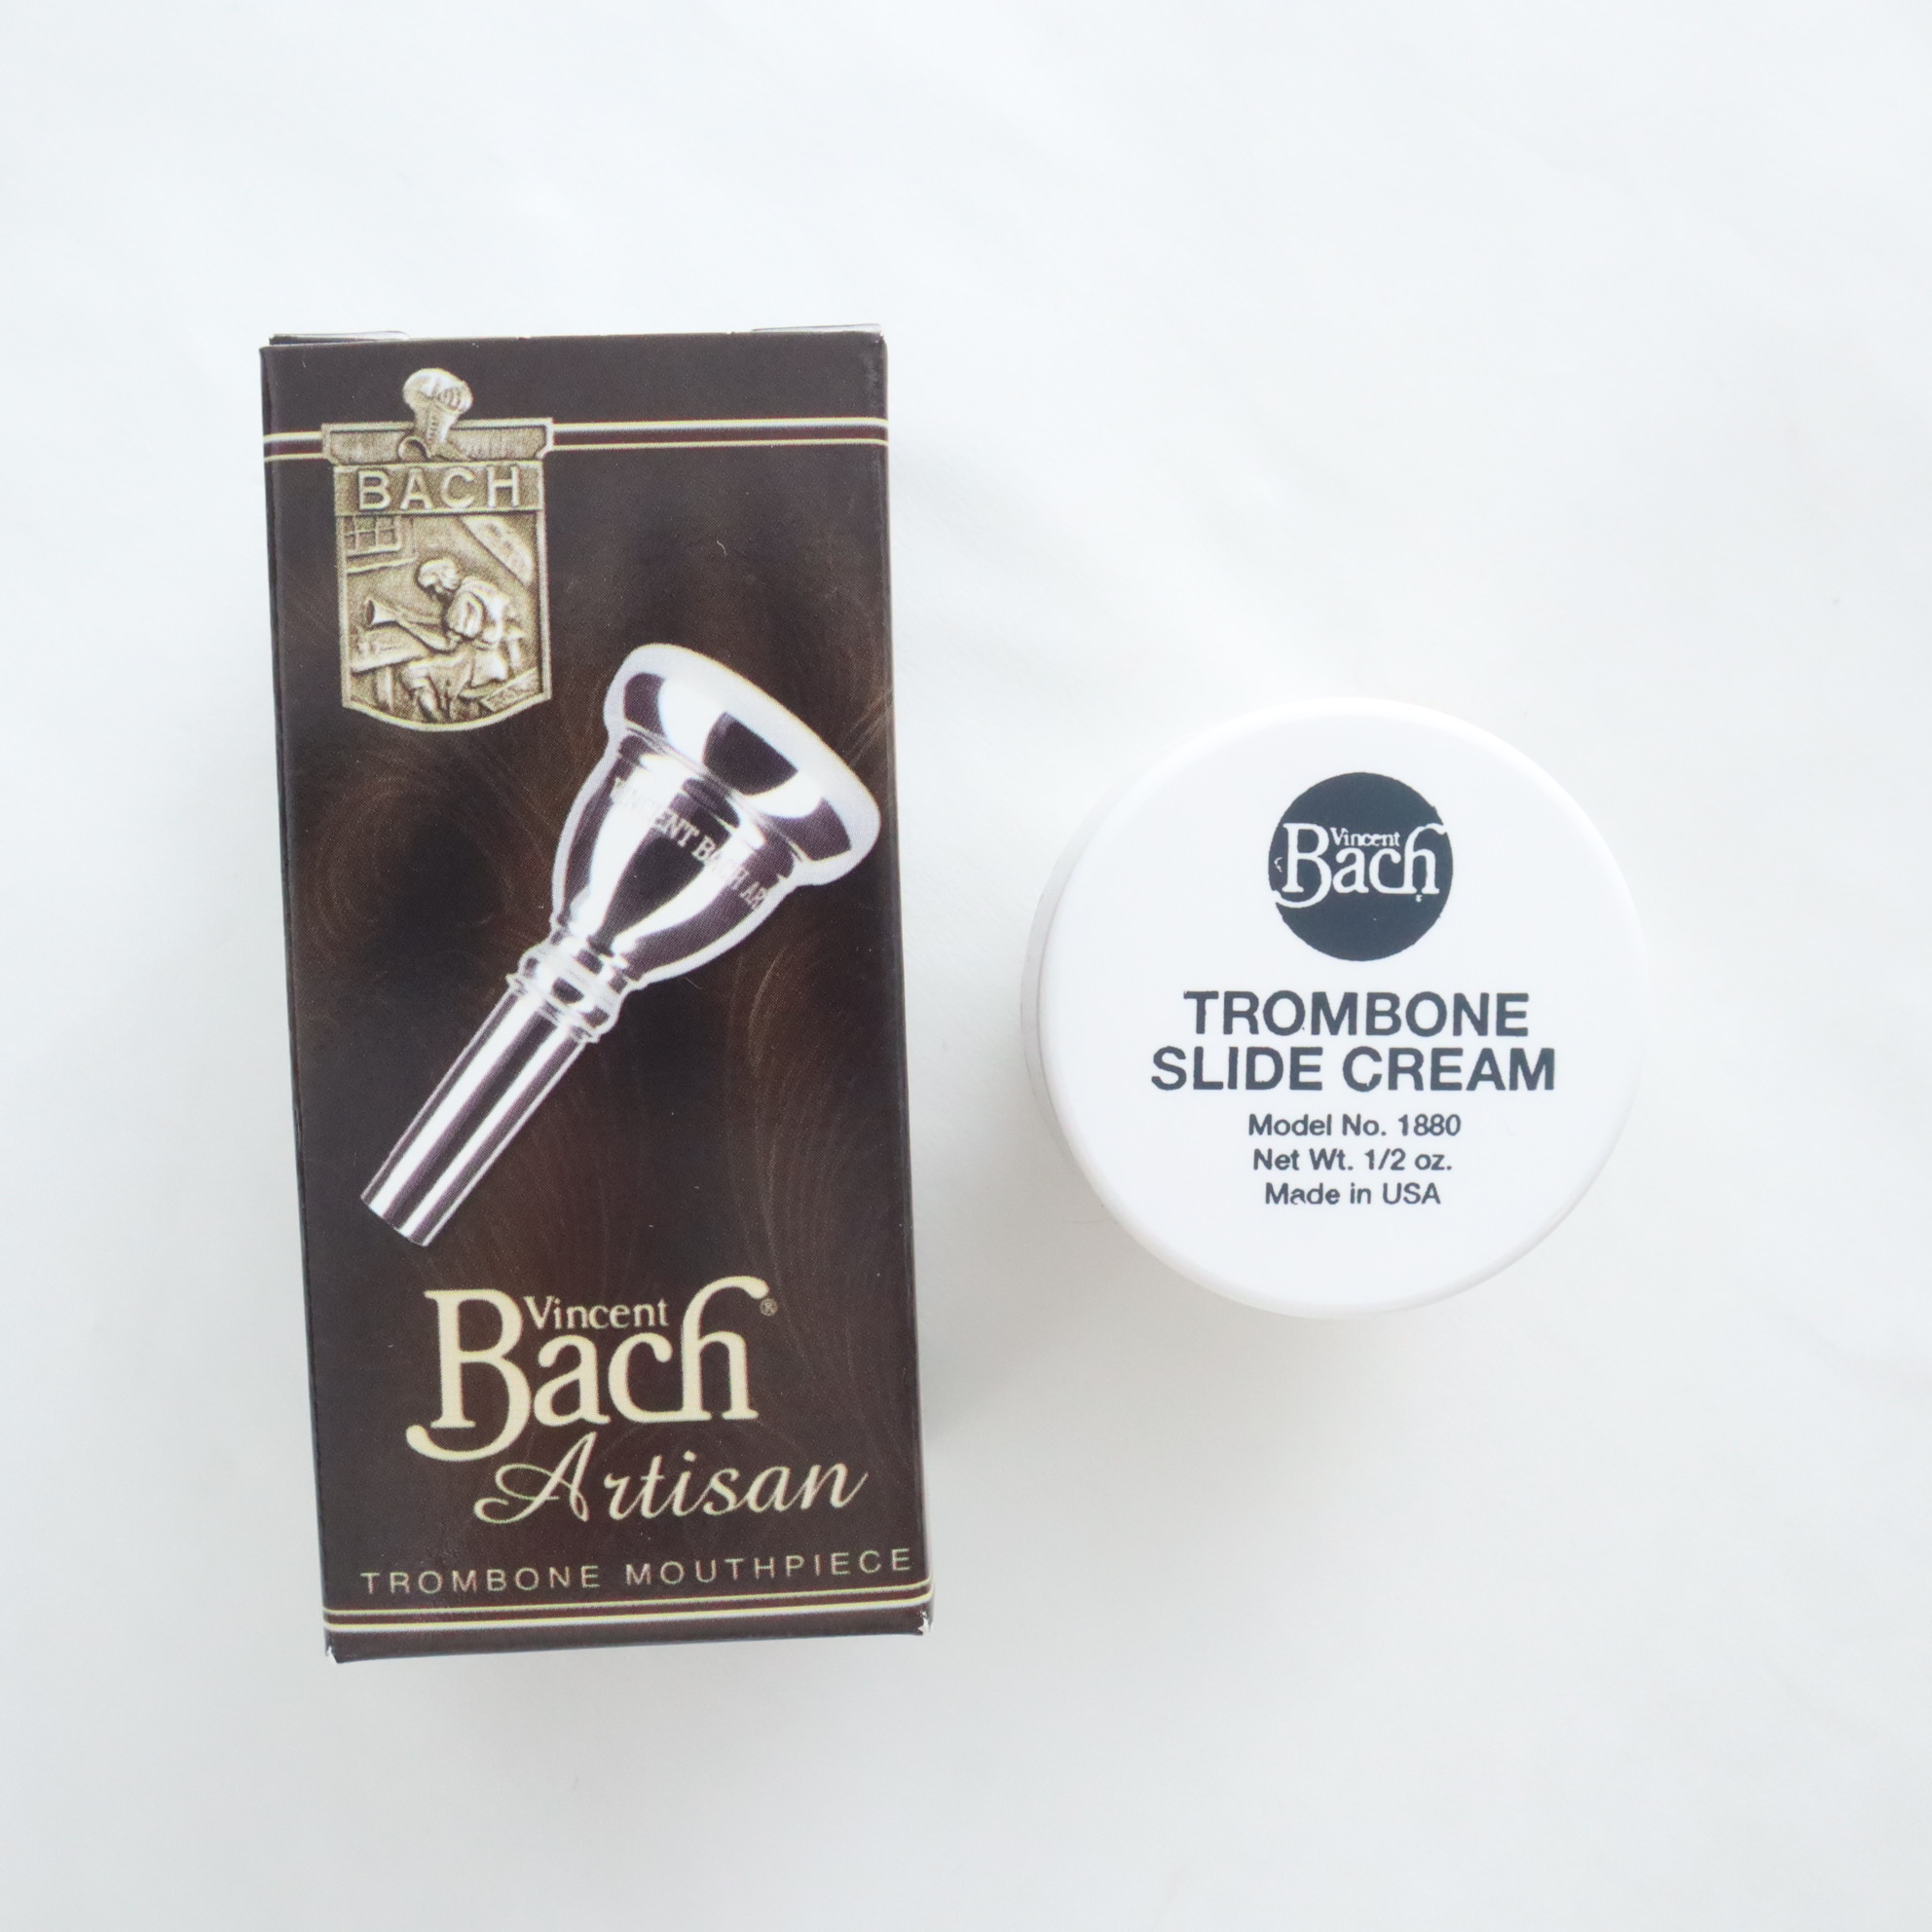 BACH
VINCENT BACH
Vincent
Bach®
Artisan
TROMBONE MOUTHPIECE
Vincent
Bach
TROMBONE
SLIDE CREAM
Model No. 1880
Net Wt. 1/2 oz.
Made in USA